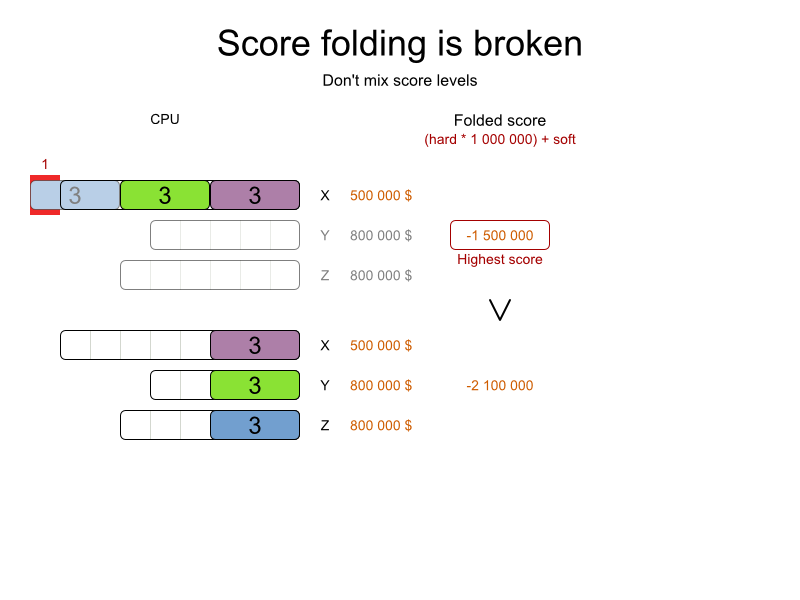 Score folding is broken
Don't mix score levels
CPU
Folded score
(hard * 1 000 000) + soft
1
3 3 3 X 500 000 $
Y 800 000 $ -1 500 000
Highest score
Z 800 000 $
3 X 500 000 $
3 Y 800 000 $ -2 100 000
3 Z 800 000 $